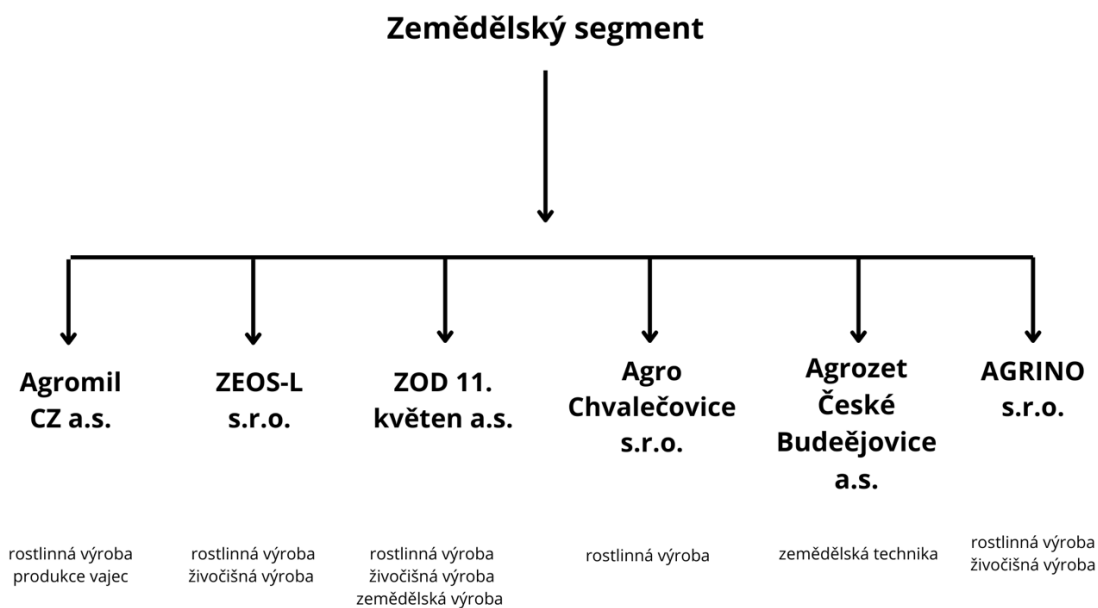 Zemědělský segment
Agromil
CZ a.s.
ZEOS-L
s.r.o.
ZOD 11.
květen a.s.
Agro
Chvalečovice
s.r.o.
Agrozet
České
Budeějovice
a.s.
AGRINO
s.r.o.
rostlinná výroba
produkce vajec
rostlinná výroba
živočišná výroba
rostlinná výroba
živočišná výroba
zemědělská výroba
rostlinná výroba
zemědělská technika
rostlinná výroba
živočišná výroba